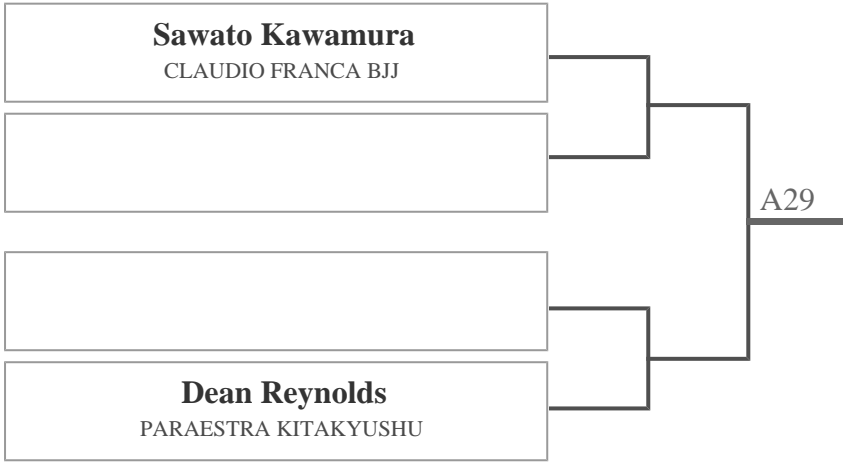 Sawato Kawamura
CLAUDIO FRANCA BJJ
A29
Dean Reynolds
PARAESTRA KITAKYUSHU